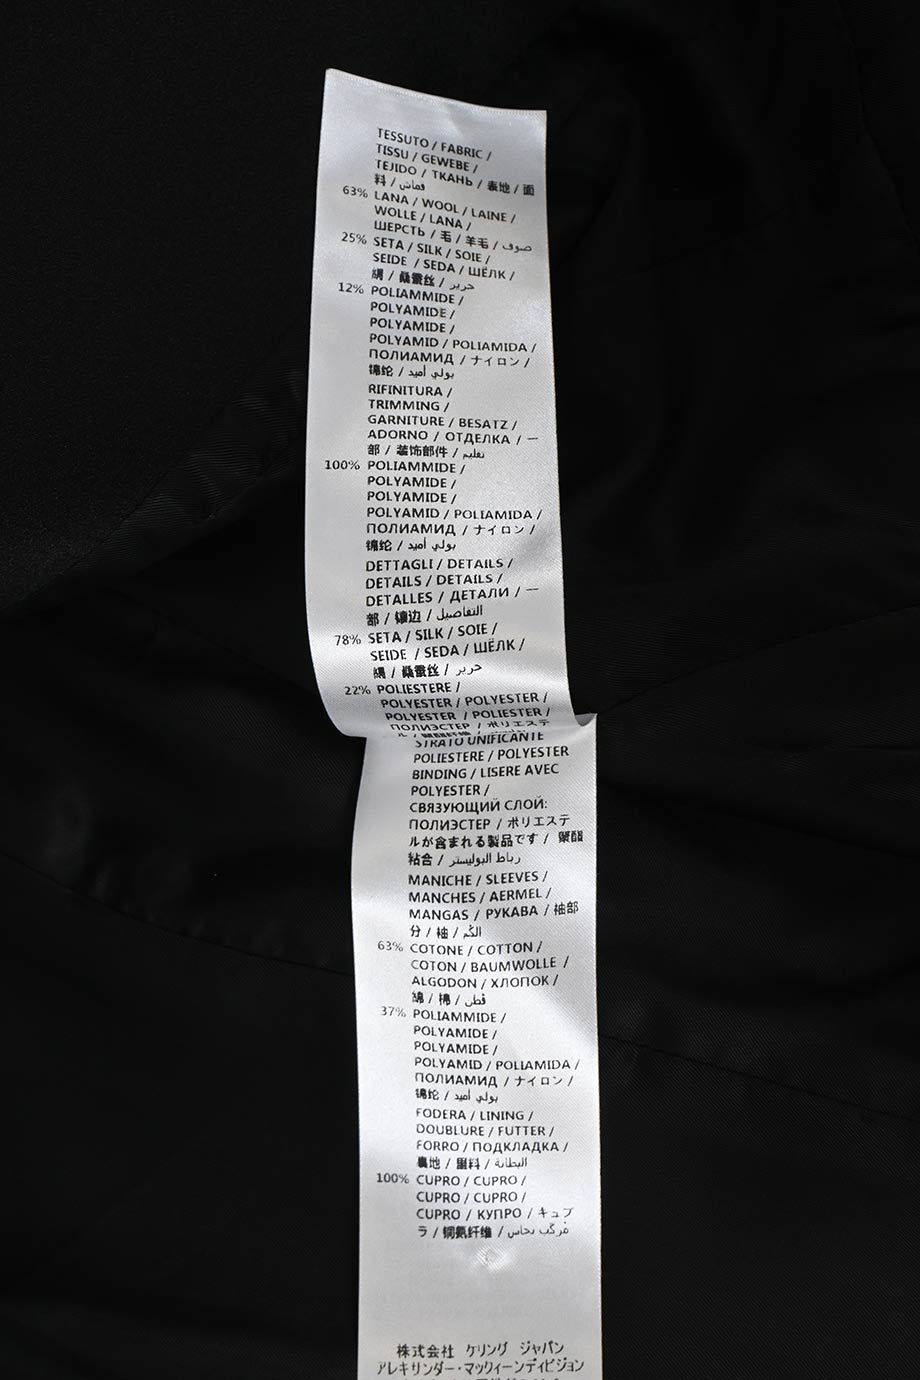 TESSUTO / FABRIC /
TISSU / GEWEBE /
TEJIDO / ТКАНЬ / 表地 / 面
料 / قماش
63% LANA / WOOL / LAINE /
WOLLE / LANA /
ШЕРСТЬ / 毛 / 羊毛 / صوف
25% SETA / SILK / SOIE /
SEIDE / SEDA / ШЁЛК /
絹 / 桑蚕丝 / حرير
12% POLIAMMIDE /
POLYAMIDE /
POLYAMIDE /
POLYAMID / POLIAMIDA /
ПОЛИАМИД / ナイロン /
锦纶 / بولي أميد
RIFINITURA /
TRIMMING /
GARNITURE / BESATZ /
ADORNO / ОТДЕЛКА / 一
部 / 装饰部件 / تقليم
100% POLIAMMIDE /
POLYAMIDE /
POLYAMIDE /
POLYAMID / POLIAMIDA /
ПОЛИАМИД / ナイロン /
锦纶 / بولي أميد
DETTAGLI / DETAILS /
DETAILS / DETAILS /
DETALLES / ДЕТАЛИ / 一
部 / 镶边 / التفاصيل
78% SETA / SILK / SOIE /
SEIDE / SEDA / ШЁЛК /
絹 / 桑蚕丝 / حرير
22% POLIESTERE /
POLYESTER / POLYESTER /
POLYESTER / POLIESTER /
ПОЛИЭСТЕР / ポリエステ
STRATO UNIFICANTE
POLIESTERE / POLYESTER
BINDING / LISERE AVEC
POLYESTER /
СВЯЗУЮЩИЙ СЛОЙ:
ПОЛИЭСТЕР / ポリエステ
ルが含まれる製品です / 聚酯
粘合 / رباط البوليستر
MANICHE / SLEEVES /
MANCHES / AERMEL /
MANGAS / РУКАВА / 袖部
分 / 袖 / الكم
63% COTONE / COTTON /
COTON / BAUMWOLLE /
ALGODON / ХЛОПОК /
綿 / 棉 / قطن
37% POLIAMMIDE /
POLYAMIDE /
POLYAMIDE /
POLYAMID / POLIAMIDA /
ПОЛИАМИД / ナイロン /
锦纶 / بولي أميد
FODERA / LINING /
DOUBLURE / FUTTER /
FORRO / ПОДКЛАДКА /
裏地 / 里料 / البطانة
100% CUPRO / CUPRO /
CUPRO / CUPRO /
CUPRO / КУПРО / キュプ
ラ / 铜氨纤维 / مركب نحاس
株式会社 ケリング ジャパン
アレキサンダー・マックィーンディビジョン